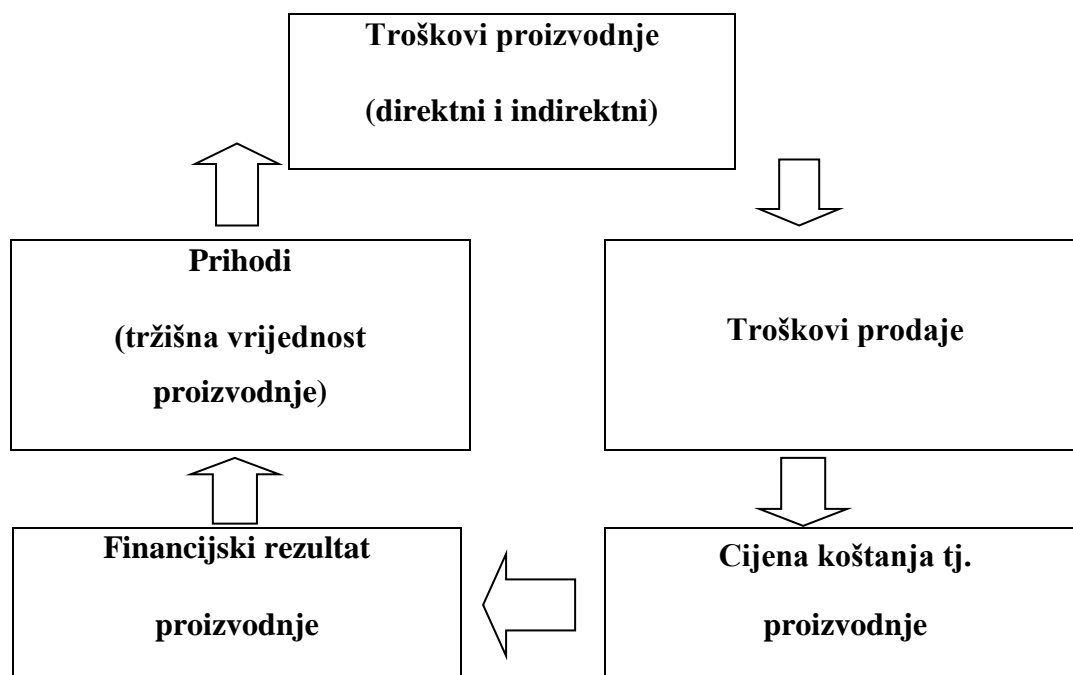 Troškovi proizvodnje
(direktni i indirektni)
Prihodi
(tržišna vrijednost
proizvodnje)
Troškovi prodaje
Financijski rezultat
proizvodnje
Cijena koštanja tj.
proizvodnje